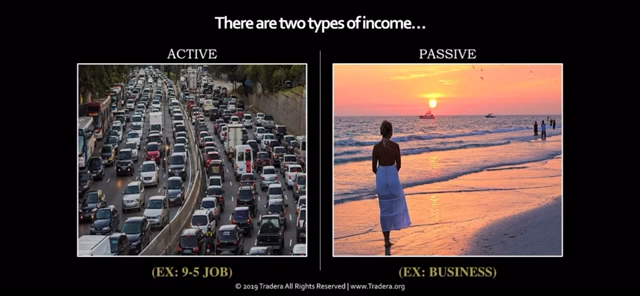 There are two types of income...
ACTIVE
PASSIVE
(EX: 9-5 JOB)
(EX: BUSINESS)
© 2019 Tradera All Rights Reserved | www.Tradera.org